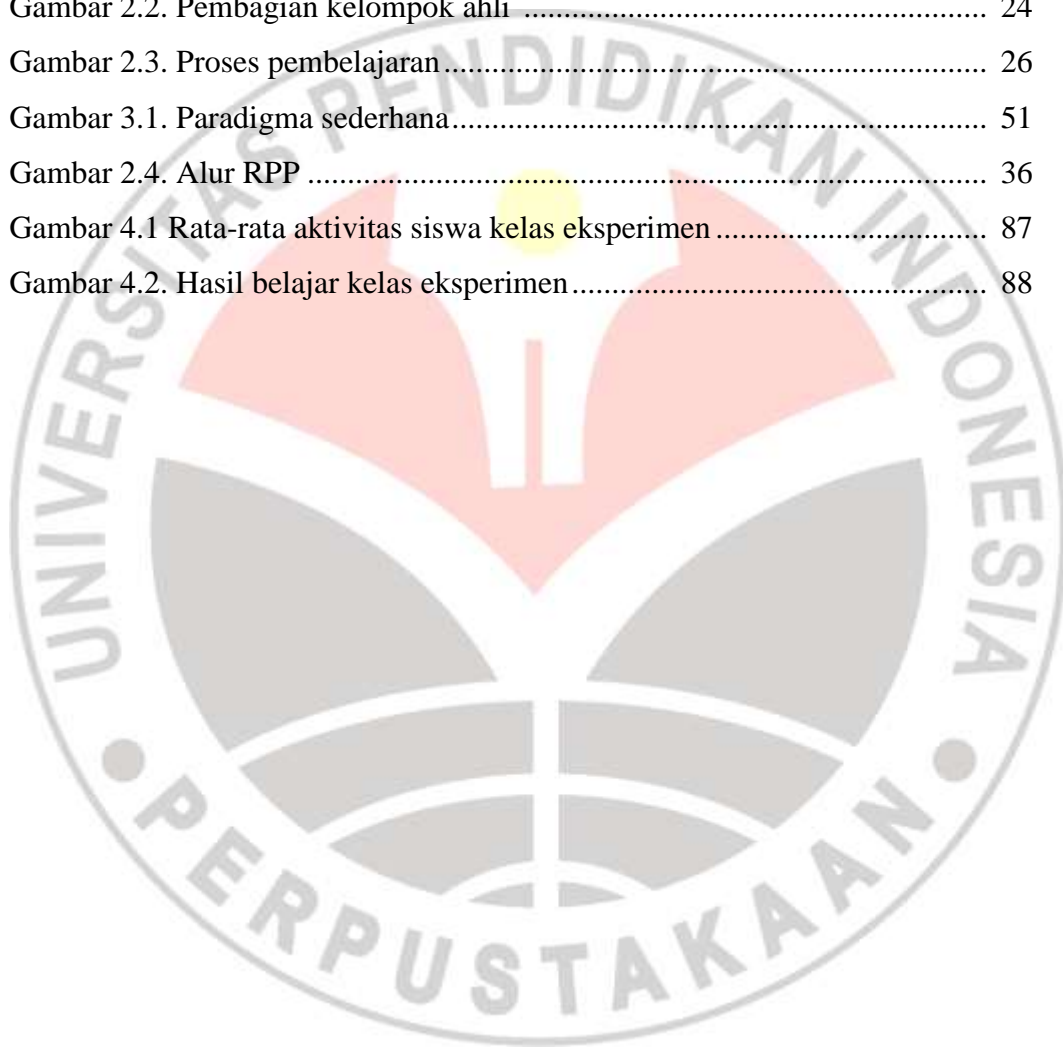 Gambar 2.2. Pembagian kelompok ahli ........................................................ 24
Gambar 2.3. Proses pembelajaran .................................................................. 26
Gambar 3.1. Paradigma sederhana ................................................................. 51
Gambar 2.4. Alur RPP ................................................................................... 36
Gambar 4.1 Rata-rata aktivitas siswa kelas eksperimen ................................. 87
Gambar 4.2. Hasil belajar kelas eksperimen .................................................. 88
UNIVERSITAS PENDIDIKAN INDONESIA
PERPUSTAKAAN